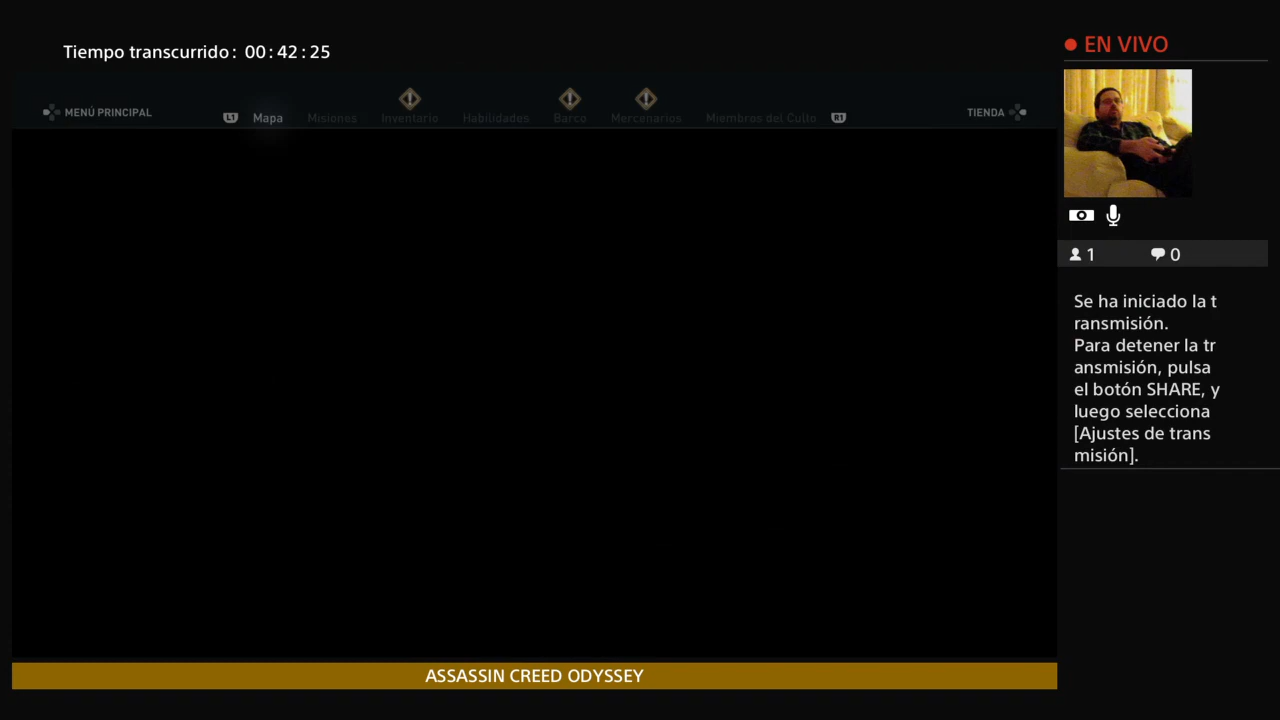 Tiempo transcurrido: 00:42:25
EN VIVO
MENÚ PRINCIPAL
L1 Mapa Misiones Inventario Habilidades Barco Mercenarios Miembros del Culto R1
TIENDA
1 0
Se ha iniciado la t
ransmisión.
Para detener la tr
ansmisión, pulsa
el botón SHARE, y
luego selecciona
[Ajustes de trans
misión].
ASSASSIN CREED ODYSSEY